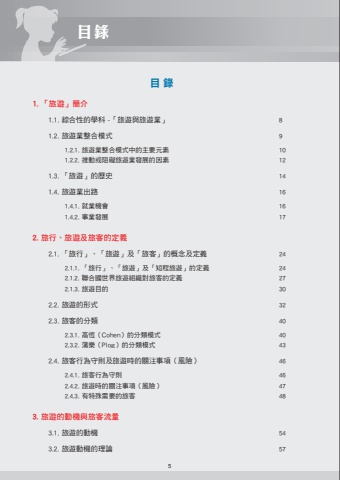 目錄
目錄
1. 「旅遊」簡介
1.1. 綜合性的學科 -「旅遊與旅遊業」 8
1.2. 旅遊業整合模式 9
1.2.1. 旅遊業整合模式中的主要元素 10
1.2.2. 推動或阻礙旅遊業發展的因素 12
1.3. 「旅遊」的歷史 14
1.4. 旅遊業出路 16
1.4.1. 就業機會 16
1.4.2. 事業發展 17
2. 旅行、旅遊及旅客的定義
2.1. 「旅行」、「旅遊」及「旅客」的概念及定義 24
2.1.1. 「旅行」、「旅遊」及「短程旅遊」的定義 24
2.1.2. 聯合國世界旅遊組織對旅客的定義 27
2.1.3. 旅遊目的 30
2.2. 旅遊的形式 32
2.3. 旅客的分類 40
2.3.1. 高恆（Cohen）的分類模式 40
2.3.2. 蒲樂（Plog）的分類模式 43
2.4. 旅客行為守則及旅遊時的關注事項（風險） 46
2.4.1. 旅客行為守則 46
2.4.2. 旅遊時的關注事項（風險） 47
2.4.3. 有特殊需要的旅客 48
3. 旅遊的動機與旅客流量
3.1. 旅遊的動機 54
3.2. 旅遊動機的理論 57
5